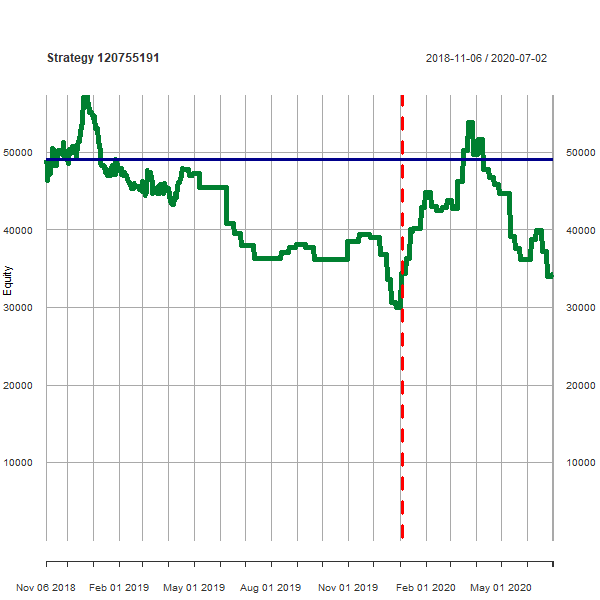 Strategy 120755191
2018-11-06 / 2020-07-02
50000
50000
40000
40000
Equity
30000
30000
20000
20000
10000
10000
Nov 06 2018
Feb 01 2019
May 01 2019
Aug 01 2019
Nov 01 2019
Feb 01 2020
May 01 2020